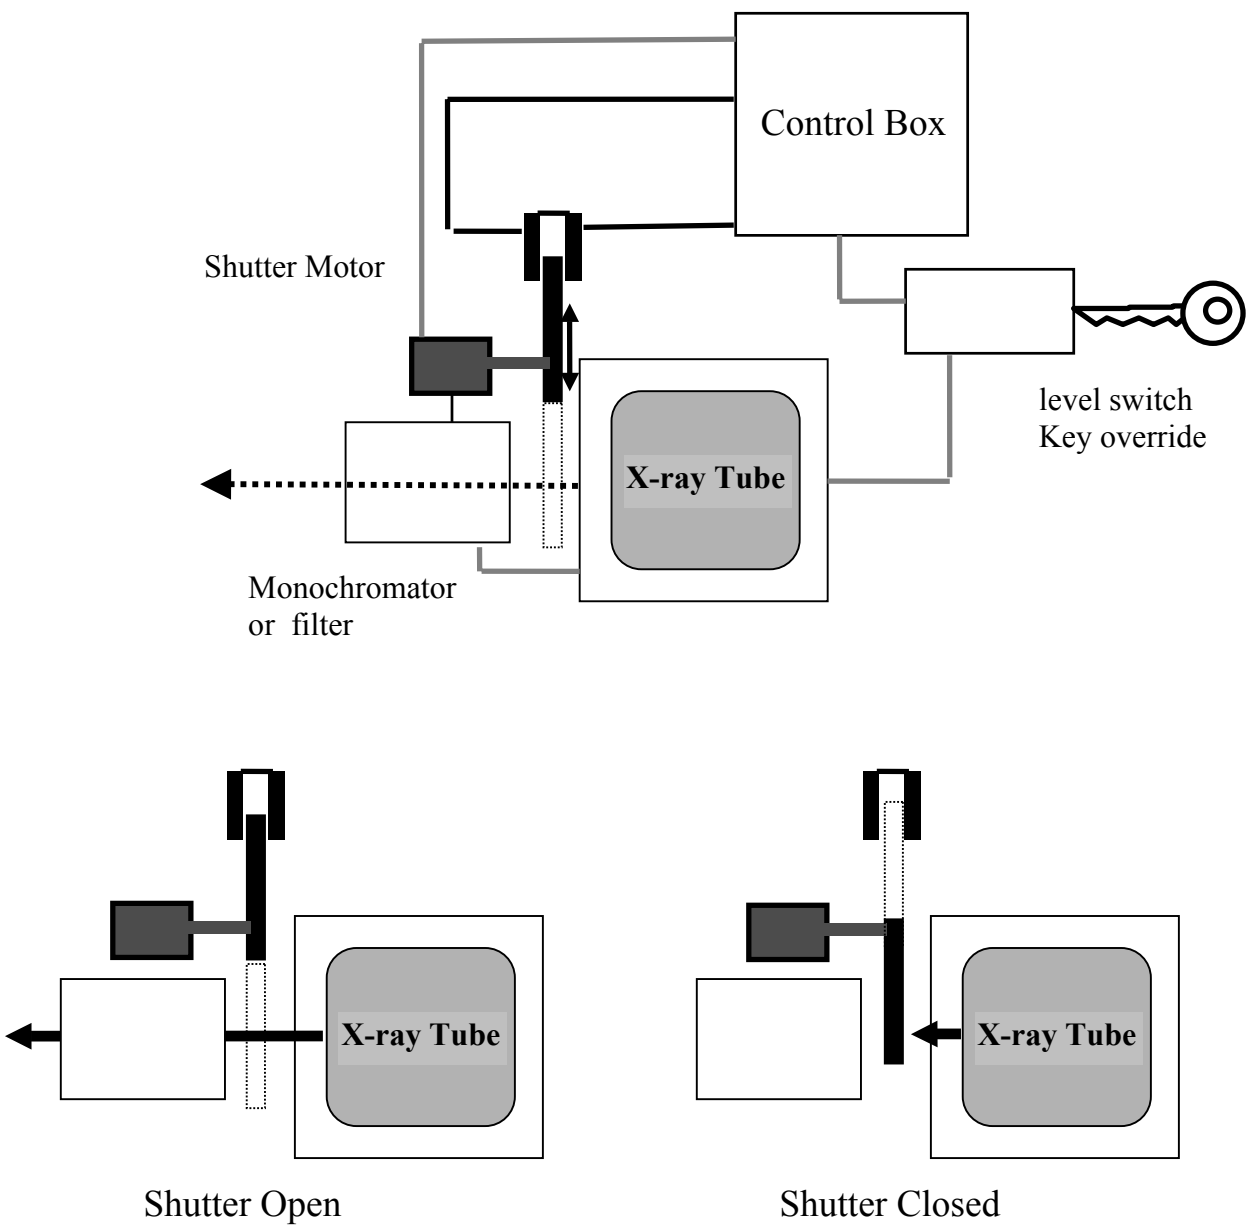 Control Box
Shutter Motor
level switch
Key override
X-ray Tube
Monochromator
or filter
X-ray Tube
X-ray Tube
Shutter Open
Shutter Closed